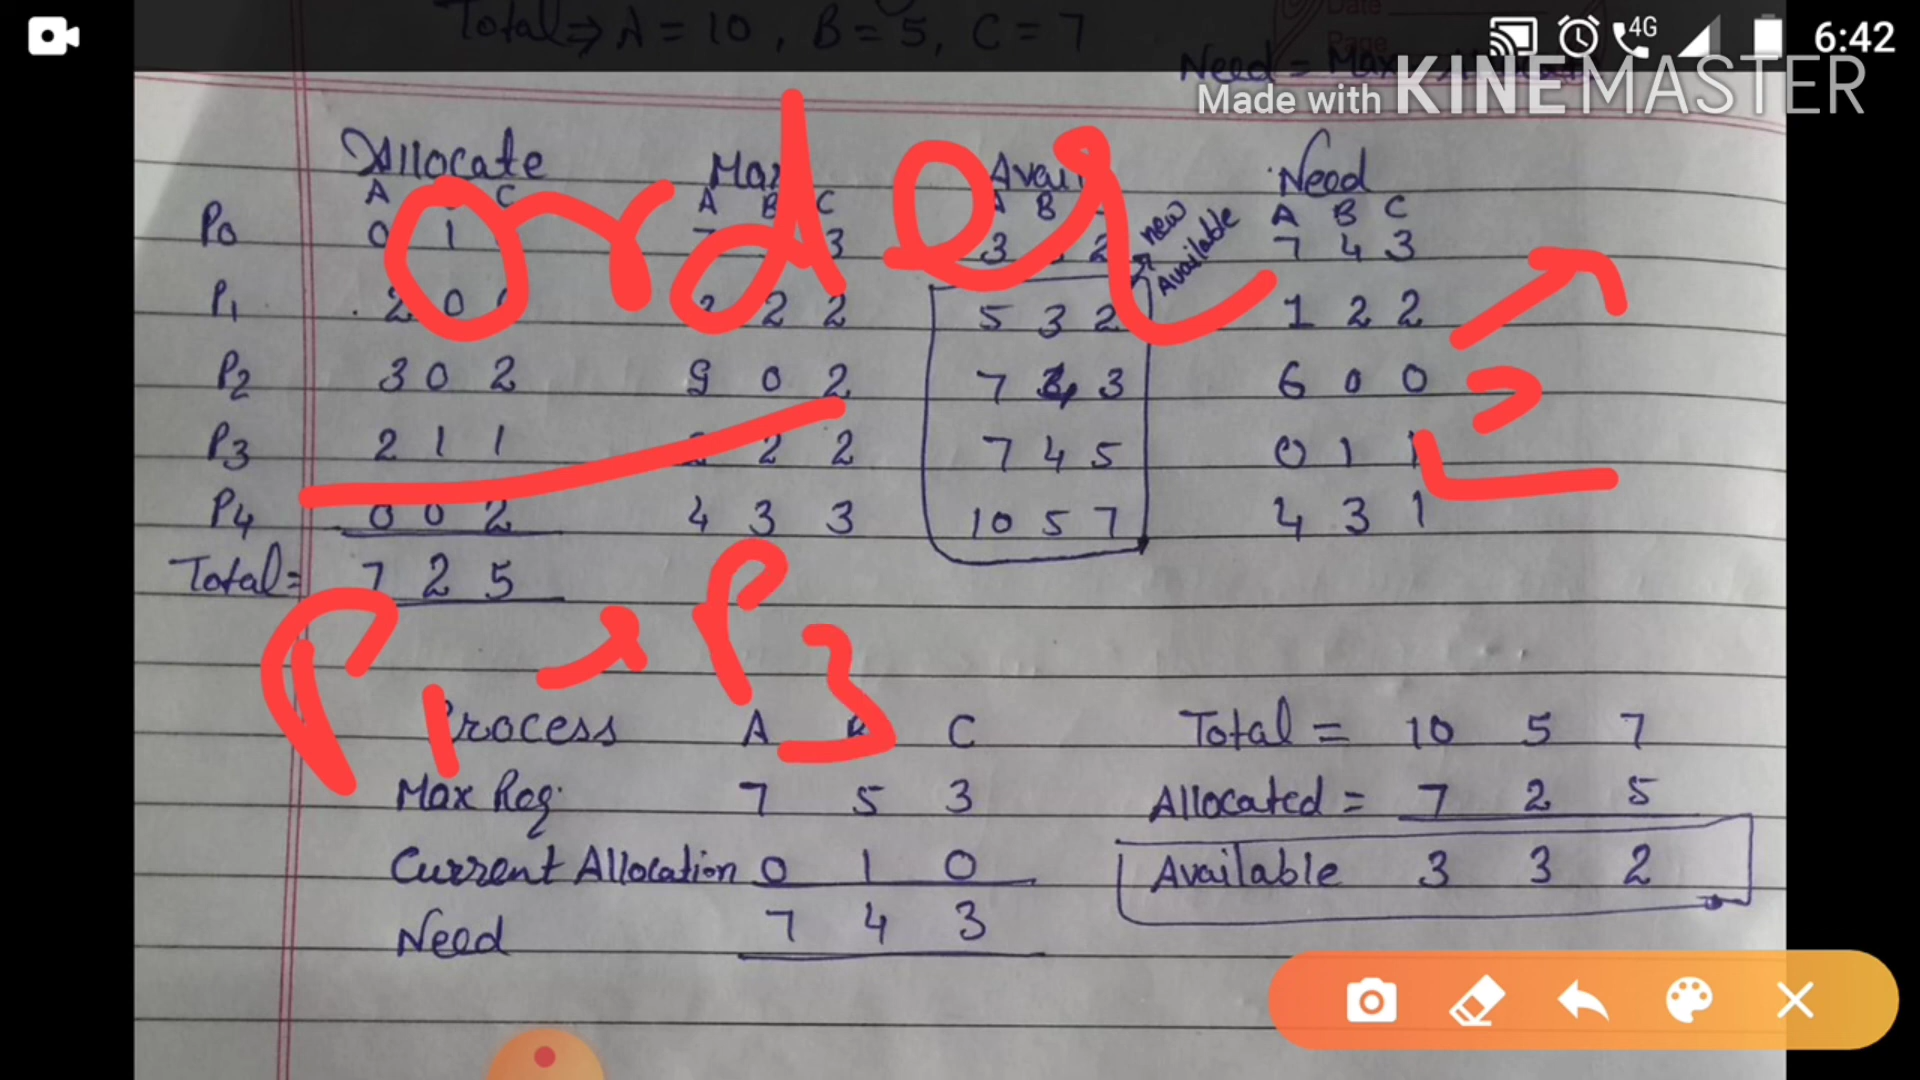 Total ⇒ A = 10 , B = 5, C = 7
6:42
4G
Date
Page
Need = Max
Made with KINEMASTER
order
Allocate Avail Need
A C A B C B A B C
P0 0 1 3 3 2 7 4 3
new Available
P1 2 0 2 2 5 3 2 1 2 2
P2 3 0 2 9 0 2 7 4 3 6 0 0
P3 2 1 1 2 2 7 4 5 0 1 1
P4 0 0 2 4 3 3 10 5 7 4 3 1
Total = 7 2 5
P1 → P3
Process A B C Total = 10 5 7
Max Req. 7 5 3 Allocated = 7 2 5
Current Allocation 0 1 0 Available 3 3 2
Need 7 4 3